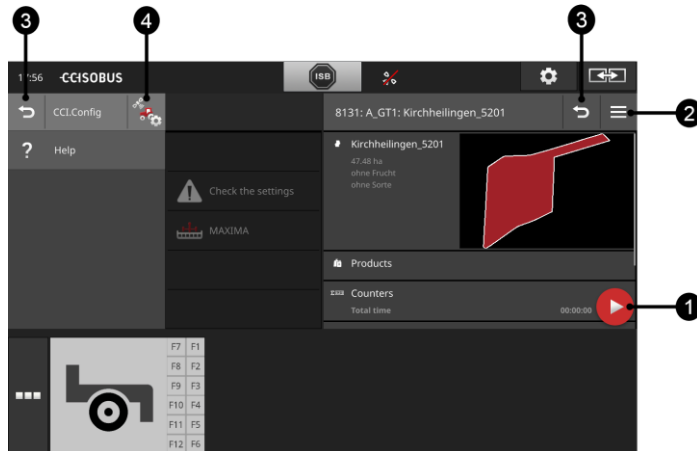 3
4
3
17:56
CCISOBUS
ISB
CCI.Config
8131: A_GT1: Kirchheilingen_5201
2
? Help
Kirchheilingen_5201
47.48 ha
ohne Frucht
ohne Sorte
Check the settings
MAXIMA
Products
Counters
Total time 00:00:00
1
F7 F1
F8 F2
F9 F3
F10 F4
F11 F5
F12 F6